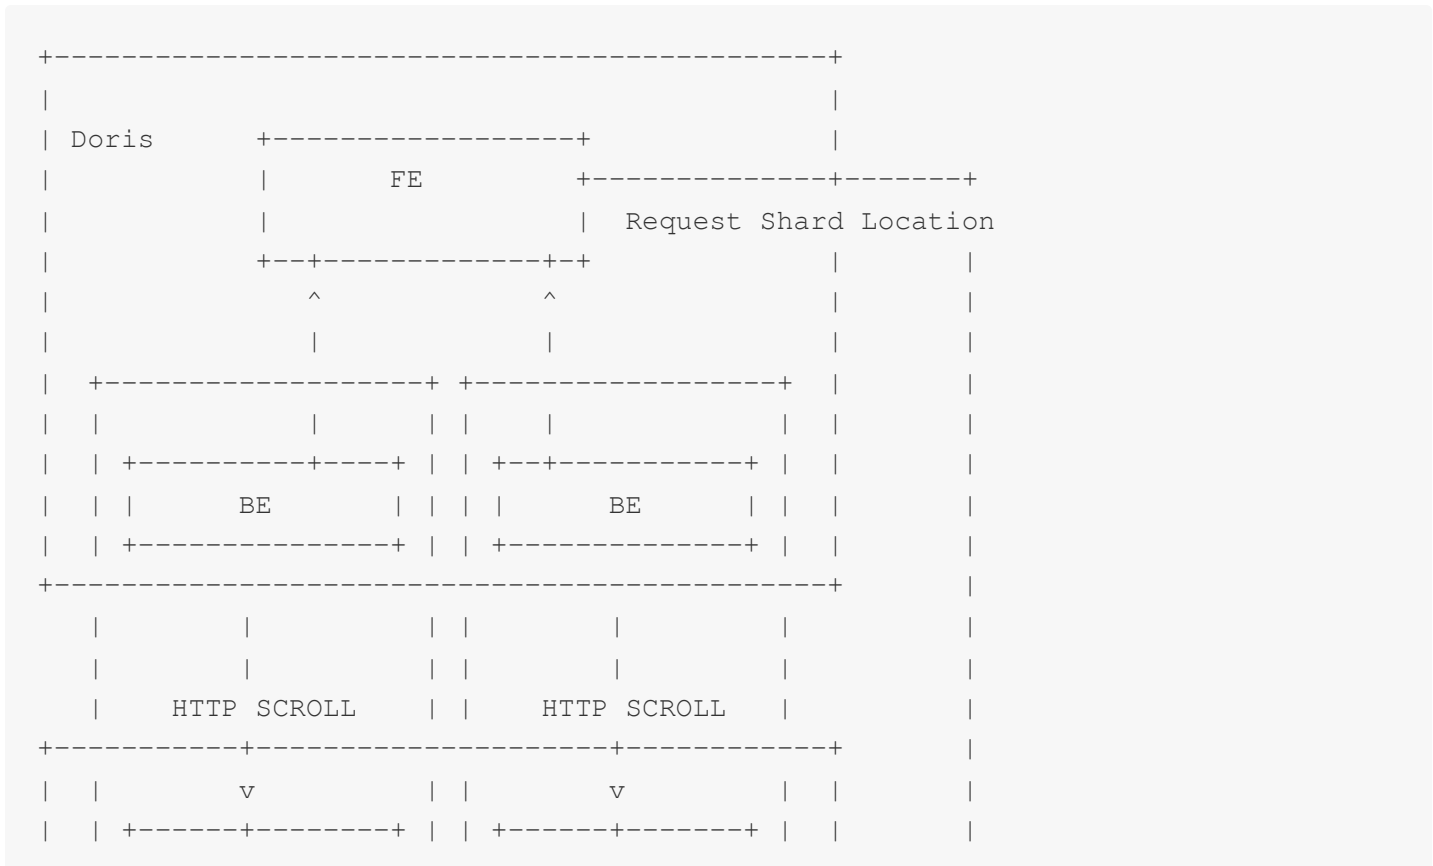 +----------------------------------------------+
|                                              |
| Doris      +-------------------+              |
|            |       FE          +--------------+-------+
|            |                   |  Request Shard Location
|            +--+--------------+-+              |       |
|               ^              ^                |       |
|               |              |                |       |
|  +-------------------+ +------------------+  |       |
|  |            |      | |    |             |  |       |
|  | +----------+----+ | | +--+-----------+ |  |       |
|  | |      BE       | | | |      BE      | |  |       |
|  | +---------------+ | | +--------------+ |  |       |
+----------------------------------------------+       |
   |        |          | |        |         |          |
   |        |          | |        |         |          |
   |    HTTP SCROLL    | |    HTTP SCROLL   |          |
+-----------+---------------------+------------+       |
|  |        v          | |        v         |  |       |
|  | +------+--------+ | | +------+-------+ |  |       |